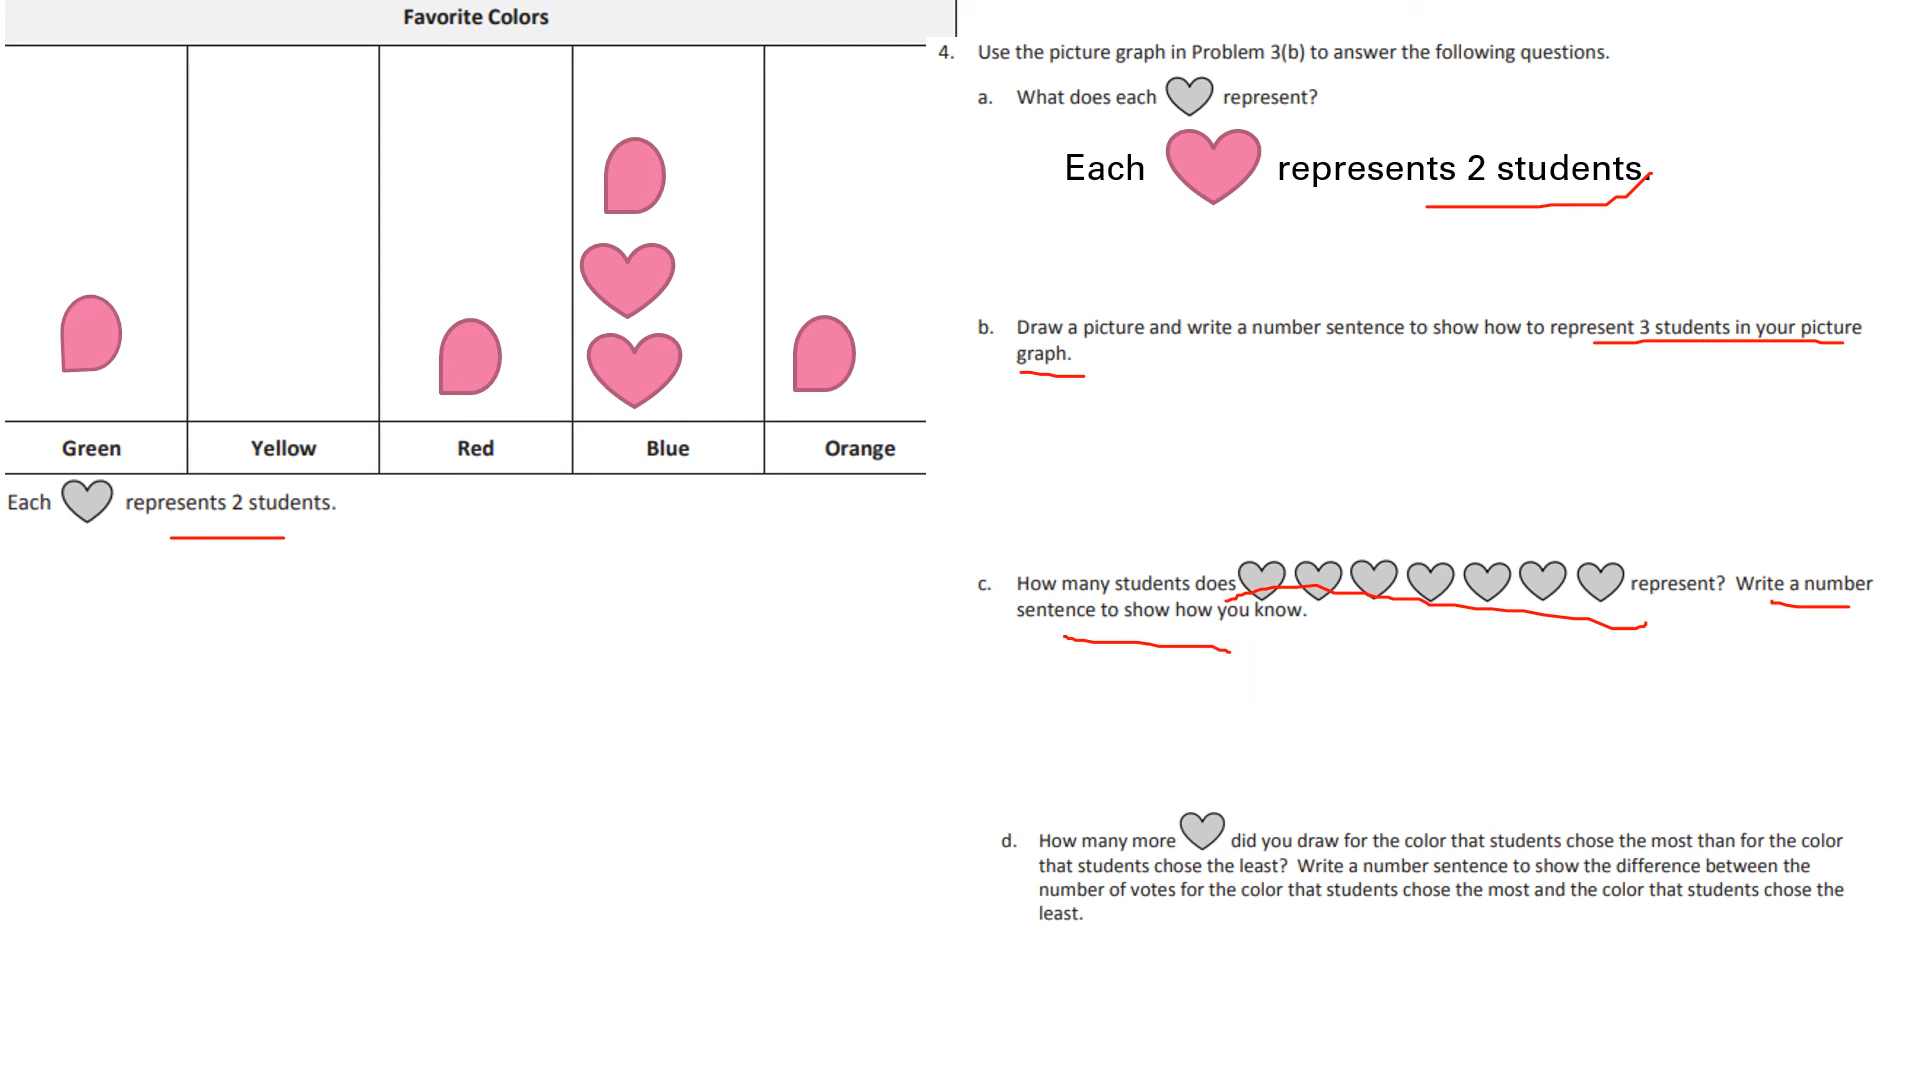 Favorite Colors
Green Yellow Red Blue Orange
Each represents 2 students.
4. Use the picture graph in Problem 3(b) to answer the following questions.
a. What does each represent?
Each represents 2 students.
b. Draw a picture and write a number sentence to show how to represent 3 students in your picture
graph.
c. How many students does represent? Write a number
sentence to show how you know.
d. How many more did you draw for the color that students chose the most than for the color
that students chose the least? Write a number sentence to show the difference between the
number of votes for the color that students chose the most and the color that students chose the
least.